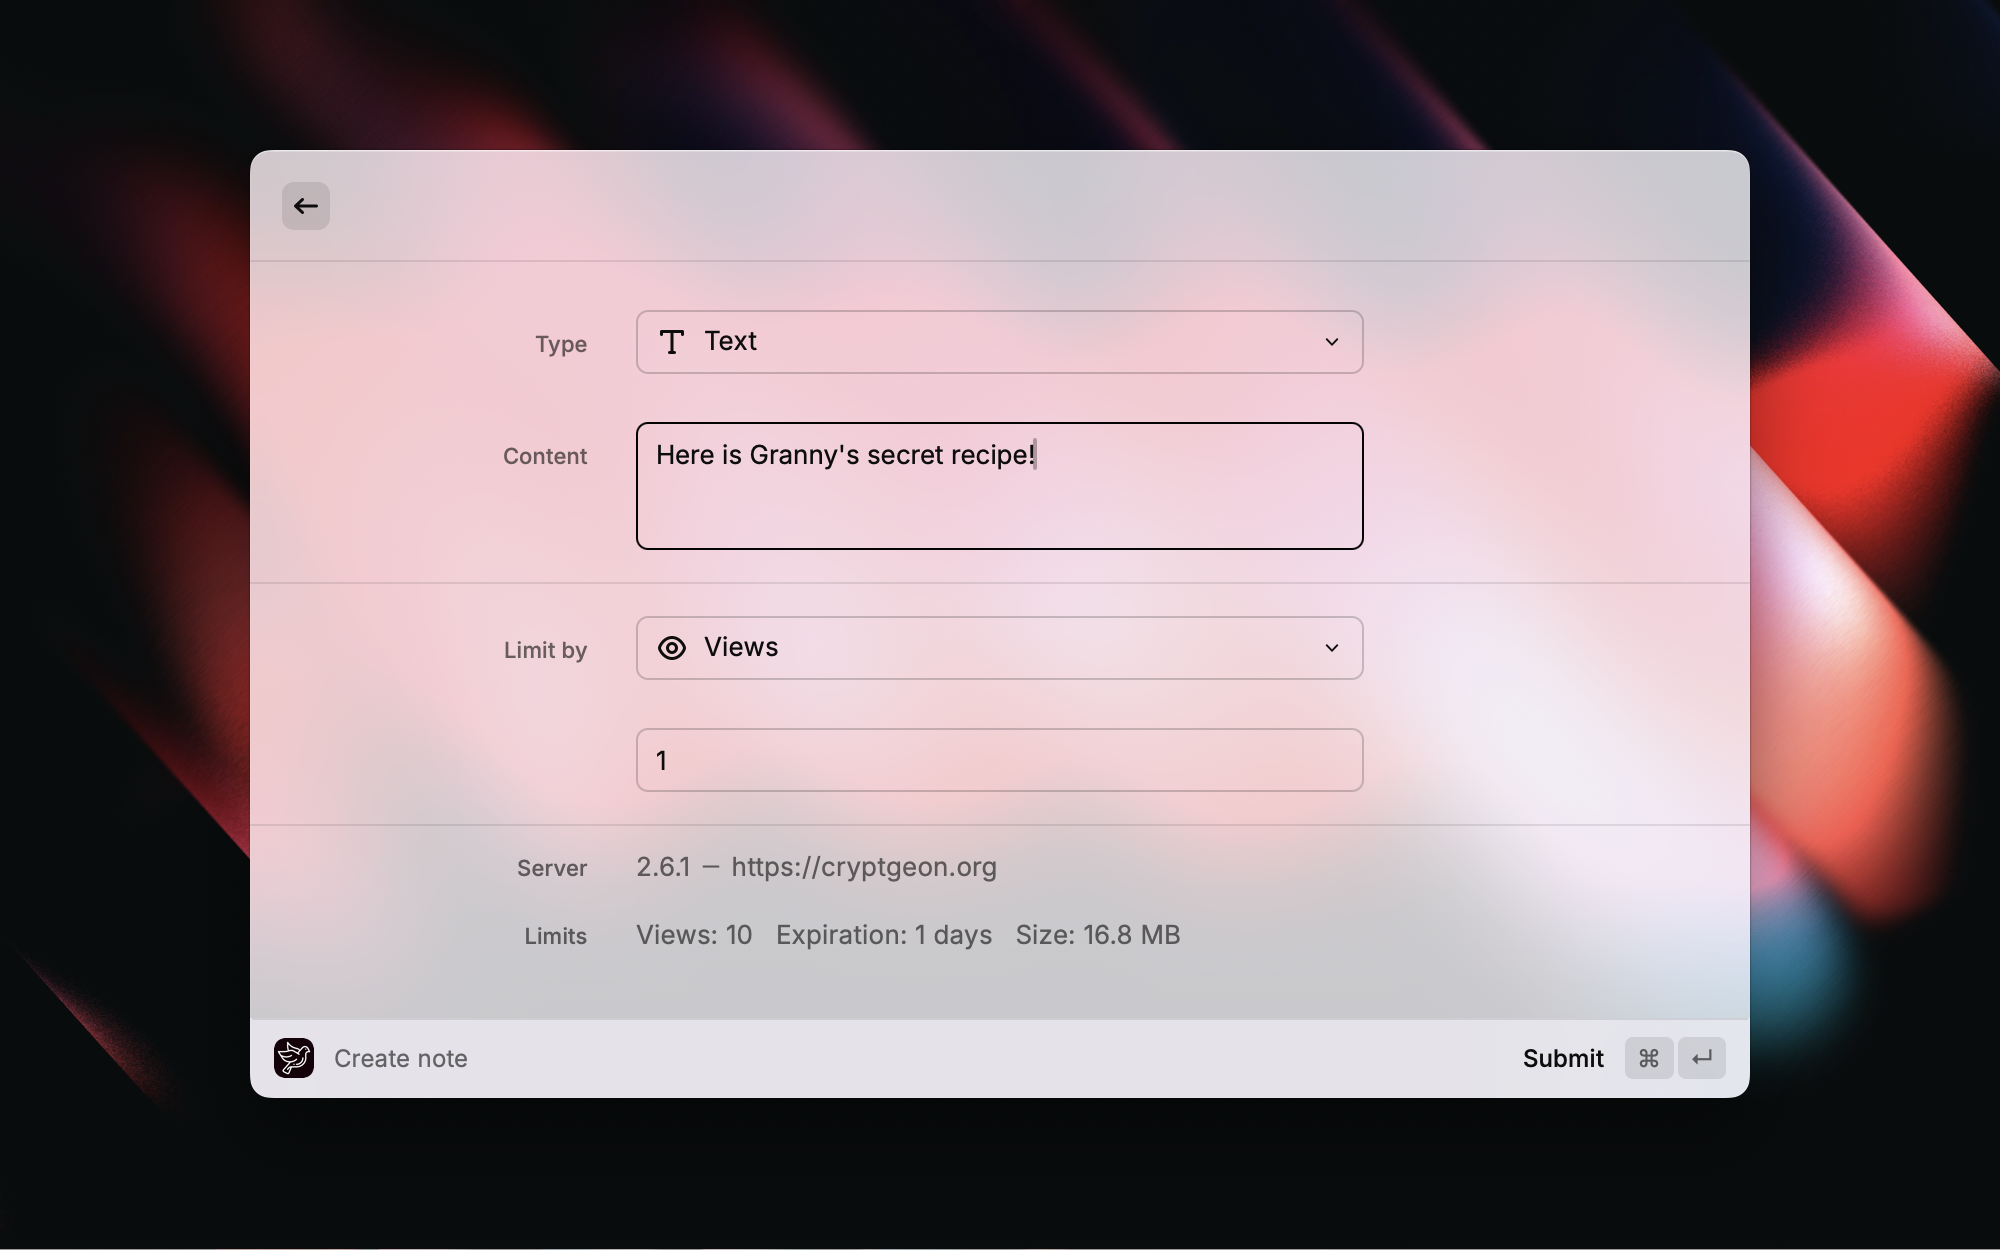 Type
Text
Content
Here is Granny's secret recipe!
Limit by
Views
1
Server
2.6.1 — https://cryptgeon.org
Limits
Views: 10 Expiration: 1 days Size: 16.8 MB
Create note
Submit ⌘ ↵